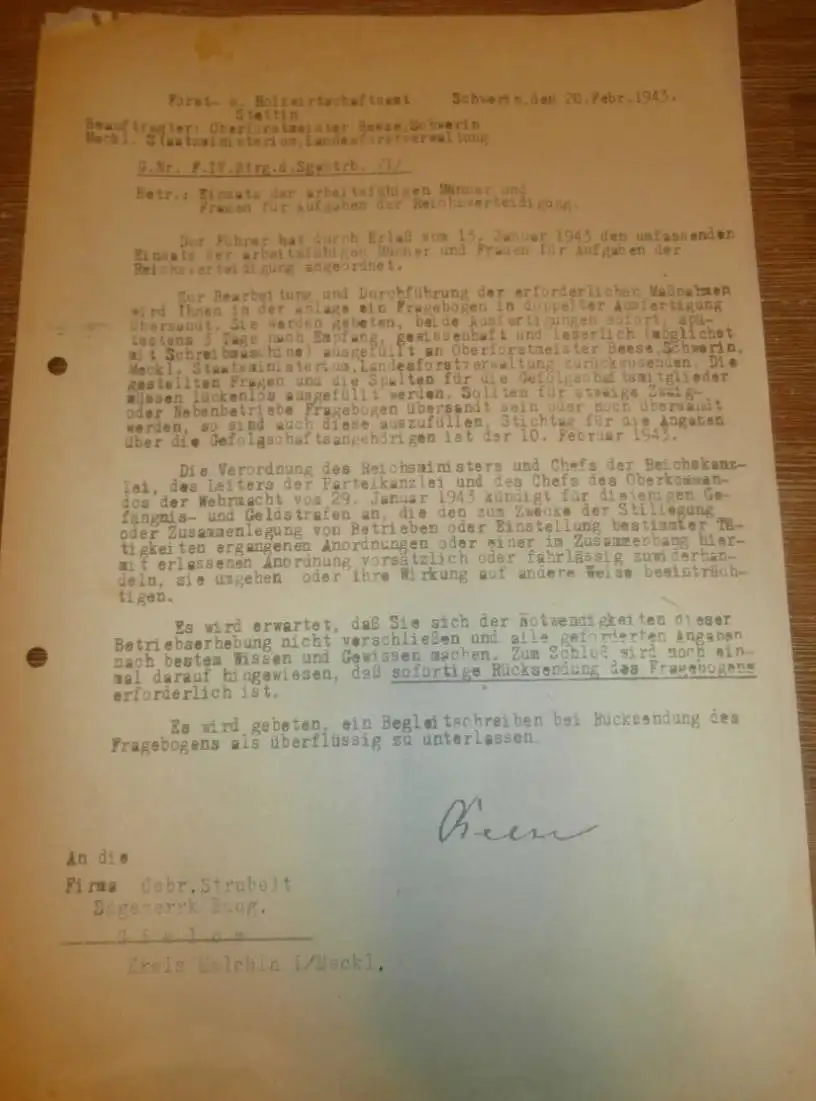 Forst- u. Holzwirtschaftsamt Schwerin, den 20. Febr. 1943.
Stettin
Beauftragter: Oberforstmeister Beese, Schwerin
Meckl. Staatsministerium, Landesforstverwaltung
G.Nr. F.IV.
Betr.: Einsatz der arbeitsfähigen Männer und
Frauen für Aufgaben der Reichsverteidigung.
Der Führer hat durch Erlaß vom 13. Januar 1943 den umfassenden
Einsatz der arbeitsfähigen Männer und Frauen für Aufgaben der
Reichsverteidigung angeordnet.
Zur Bearbeitung und Durchführung der erforderlichen Maßnahmen
wird Ihnen in der Anlage ein Fragebogen in doppelter Ausfertigung
übersandt. Sie werden gebeten, beide Ausfertigungen sofort, spä-
testens 3 Tage nach Empfang, gewissenhaft und leserlich (möglichst
mit Schreibmaschine) ausgefüllt an Oberforstmeister Beese, Schwerin,
Meckl. Staatsministerium, Landesforstverwaltung zurückzusenden. Die
gestellten Fragen und die Spalten für die Gefolgschaftsmitglieder
müssen lückenlos ausgefüllt werden. Sollten für etwaige Zweig-
oder Nebenbetriebe Fragebogen übersandt sein oder noch übersandt
werden, so sind auch diese auszufüllen. Stichtag für die Angaben
über die Gefolgschaftsangehörigen ist der 10. Februar 1943.
Die Verordnung des Reichsministers und Chefs der Reichskanz-
lei, des Leiters der Parteikanzlei und des Chefs des Oberkomman-
dos der Wehrmacht vom 29. Januar 1943 kündigt für diejenigen Ge-
fängnis- und Geldstrafen an, die den zum Zwecke der Stillegung
oder Zusammenlegung von Betrieben oder Einstellung bestimmter Tä-
tigkeiten ergangenen Anordnungen oder einer im Zusammenhang hier-
mit erlassenen Anordnung vorsätzlich oder fahrlässig zuwiderhan-
deln, sie umgehen oder ihre Wirkung auf andere Weise beeinträch-
tigen.
Es wird erwartet, daß Sie sich der Notwendigkeiten dieser
Betriebserhebung nicht verschließen und alle geforderten Angaben
nach bestem Wissen und Gewissen machen. Zum Schluß wird noch ein-
mal darauf hingewiesen, daß sofortige Rücksendung des Fragebogens
erforderlich ist.
Es wird gebeten, ein Begleitschreiben bei Rücksendung des
Fragebogens als überflüssig zu unterlassen.
Beese
An die
Firma Gebr. Strubelt
Kreis Malchin i/Meckl.